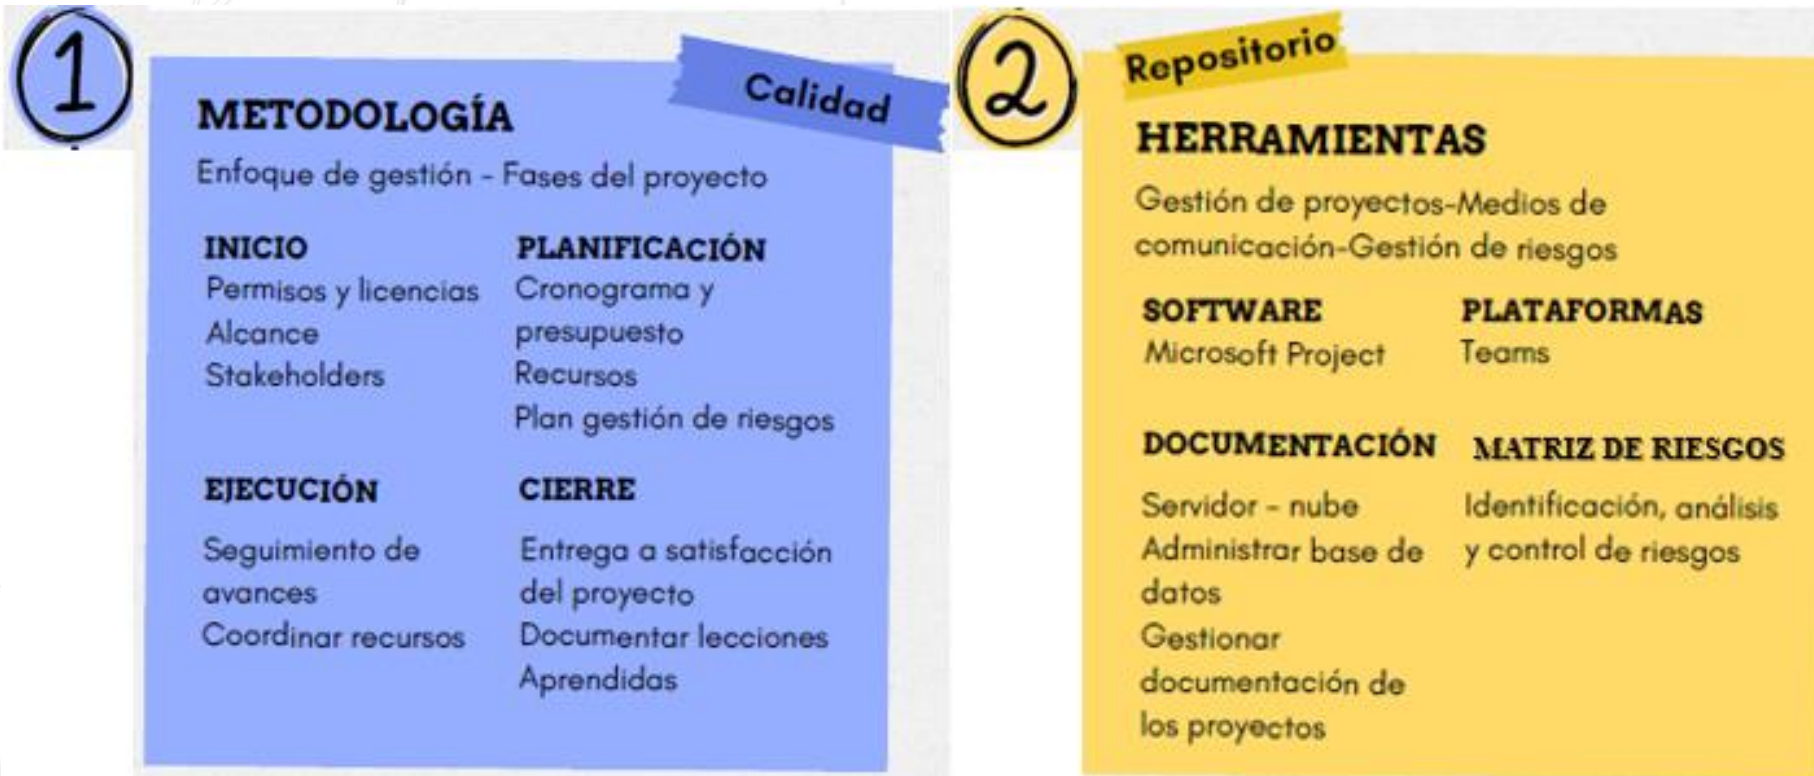 1
Calidad
METODOLOGÍA
Enfoque de gestión - Fases del proyecto
INICIO
Permisos y licencias
Alcance
Stakeholders
PLANIFICACIÓN
Cronograma y
presupuesto
Recursos
Plan gestión de riesgos
EJECUCIÓN
Seguimiento de
avances
Coordinar recursos
CIERRE
Entrega a satisfacción
del proyecto
Documentar lecciones
Aprendidas
2
Repositorio
HERRAMIENTAS
Gestión de proyectos-Medios de
comunicación-Gestión de riesgos
SOFTWARE
Microsoft Project
PLATAFORMAS
Teams
DOCUMENTACIÓN
Servidor - nube
Administrar base de
datos
Gestionar
documentación de
los proyectos
MATRIZ DE RIESGOS
Identificación, análisis
y control de riesgos